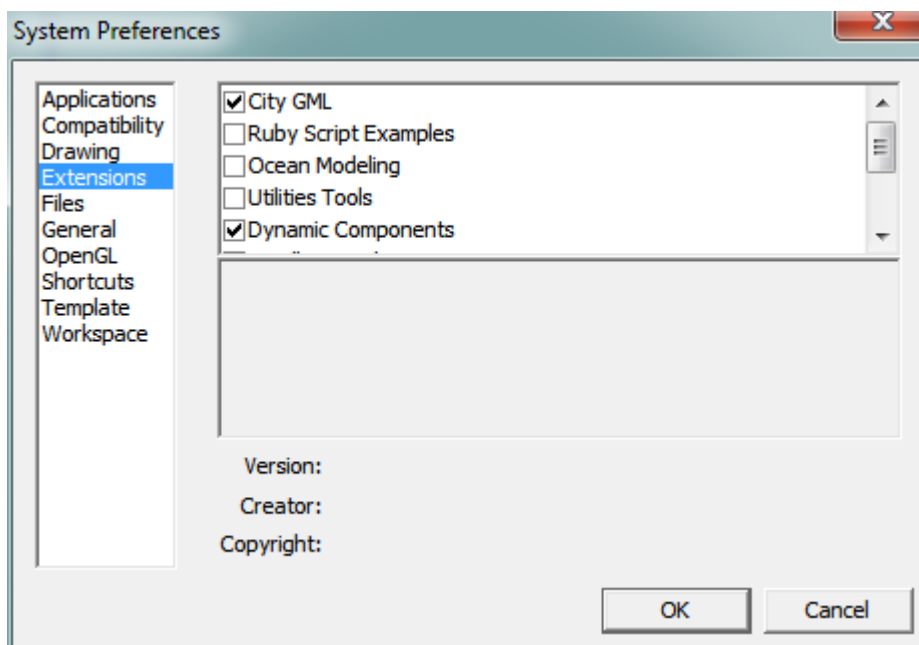 System Preferences
Applications
Compatibility
Drawing
Extensions
Files
General
OpenGL
Shortcuts
Template
Workspace
City GML
Ruby Script Examples
Ocean Modeling
Utilities Tools
Dynamic Components
Version:
Creator:
Copyright:
OK
Cancel